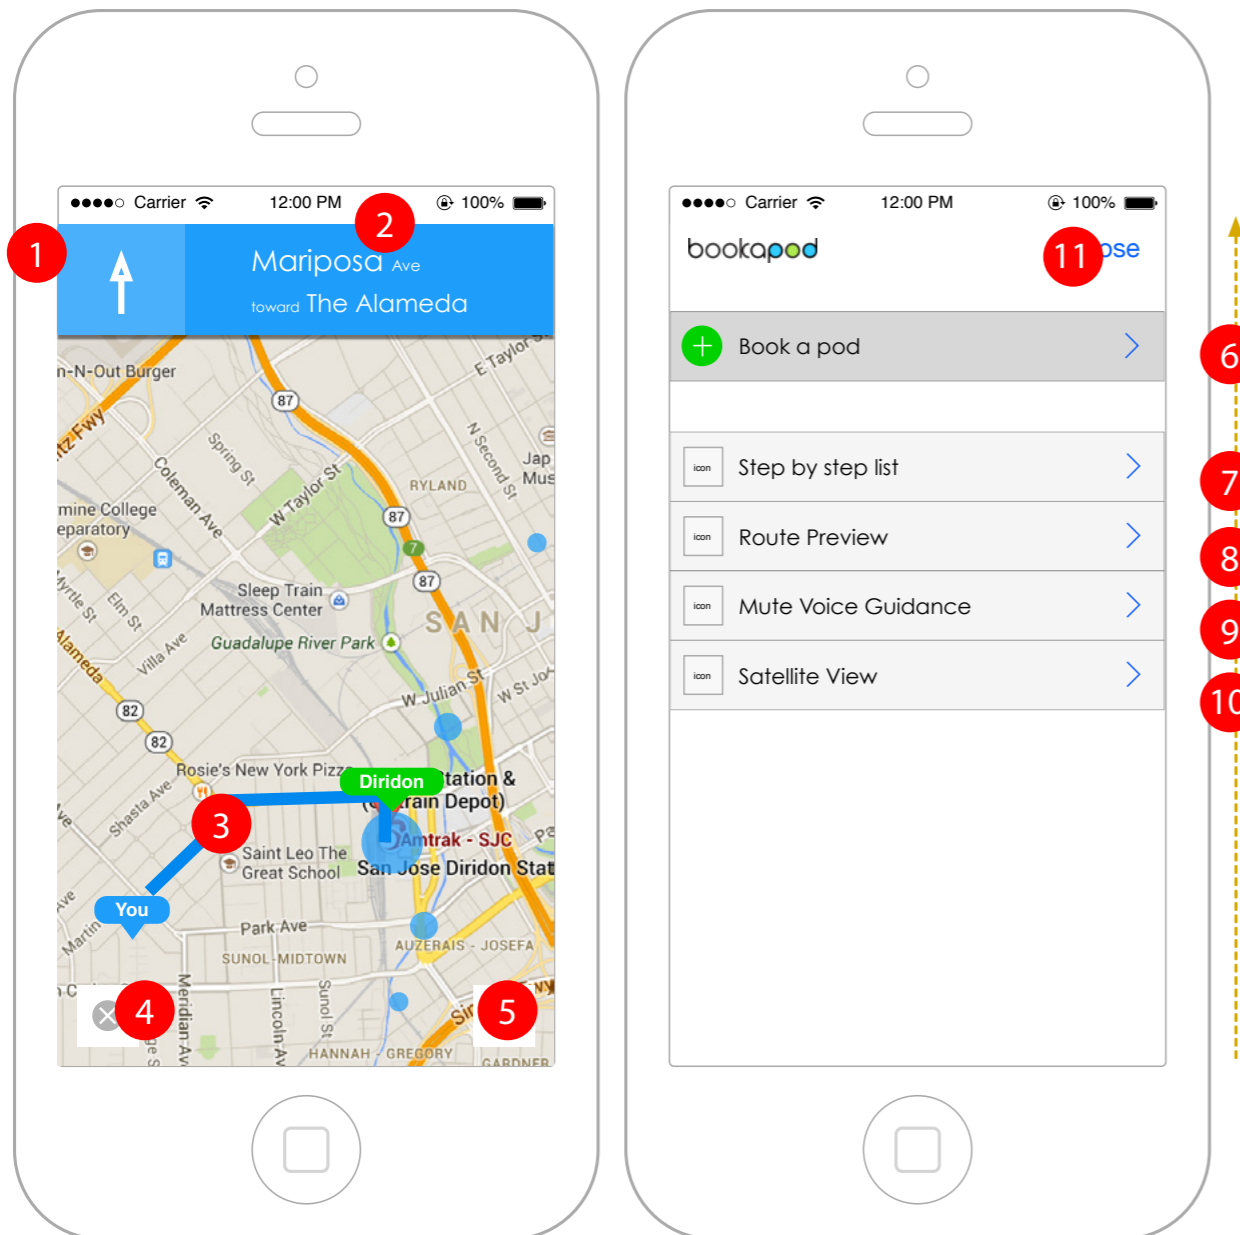 Carrier 12:00 PM 100%
1
2
Mariposa Ave
toward The Alameda
n-N-Out Burger
E Taylor
87
tz Fwy
Spring St
N Second St
Coleman Ave
W Taylor St
RYLAND
Jap
Mus
mine College
eparatory
87
7
87
Myrtle St
Elm St
Sleep Train
Mattress Center
SAN J
Villa Ave
Guadalupe River Park
Alameda
W Julian St
W St Jo
82
82
Rosie's New York Pizz
Diridon
tation &
rain Depot)
Shasta Ave
3
Amtrak - SJC
Saint Leo The
Great School
San Jose Diridon Stat
You
Martin
Park Ave
AUZERAIS - JOSEFA
SUNOL-MIDTOWN
4
Meridian Av
Lincoln Av
Sunol St
5
HANNAH - GREGORY
GARDNER
Carrier 12:00 PM 100%
bookapod
11
ose
Book a pod
6
icon Step by step list
7
icon Route Preview
8
icon Mute Voice Guidance
9
icon Satellite View
10